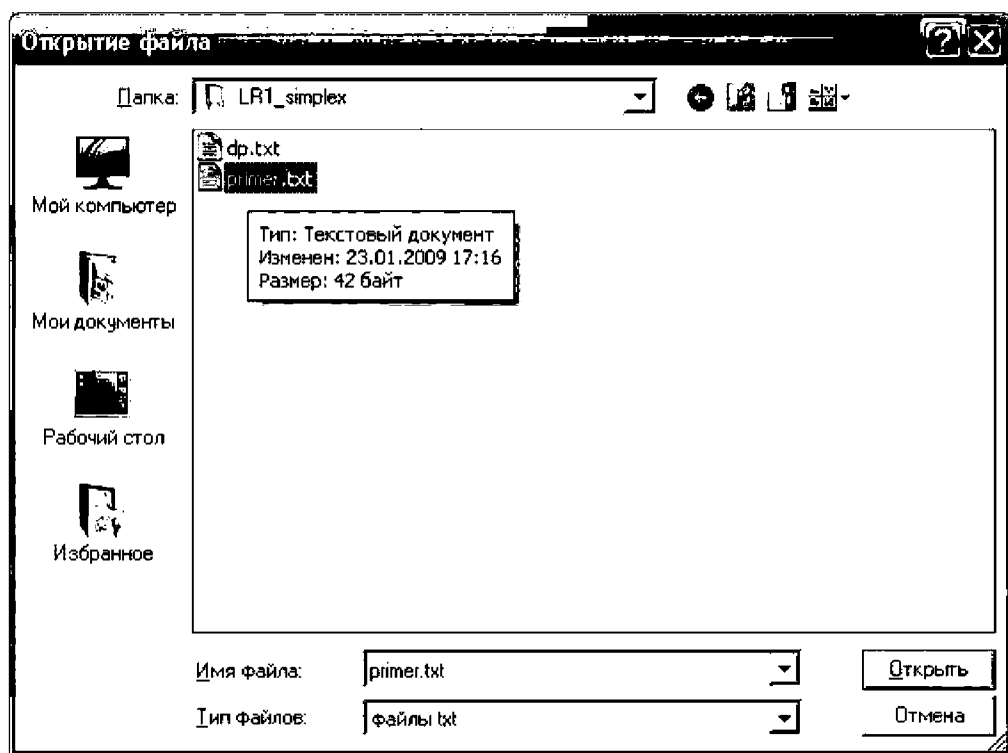 Открытие файла
Папка: LR1_simplex
dp.txt
primer.txt
Мой компьютер
Тип: Текстовый документ
Изменен: 23.01.2009 17:16
Размер: 42 байт
Мои документы
Рабочий стол
Избранное
Имя файла: primer.txt Открыть
Тип файлов: файлы txt Отмена